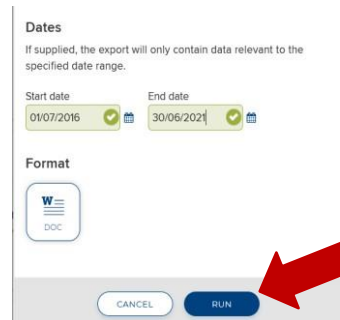 Dates
If supplied, the export will only contain data relevant to the
specified date range.
Start date End date
01/07/2016 30/06/2021
Format
W
DOC
CANCEL RUN